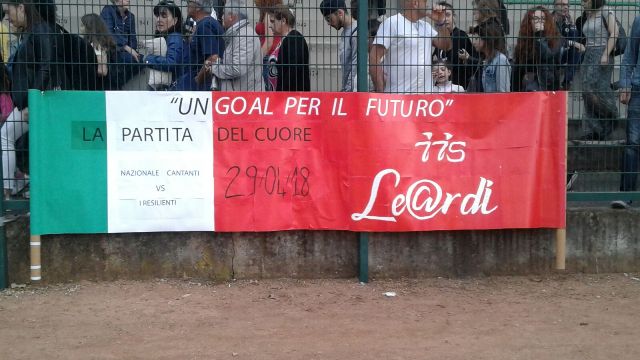 "UN GOAL PER IL FUTURO"
LA PARTITA DEL CUORE
NAZIONALE CANTANTI
VS
I RESILIENTI
29/04/18
iis
Le@rdi